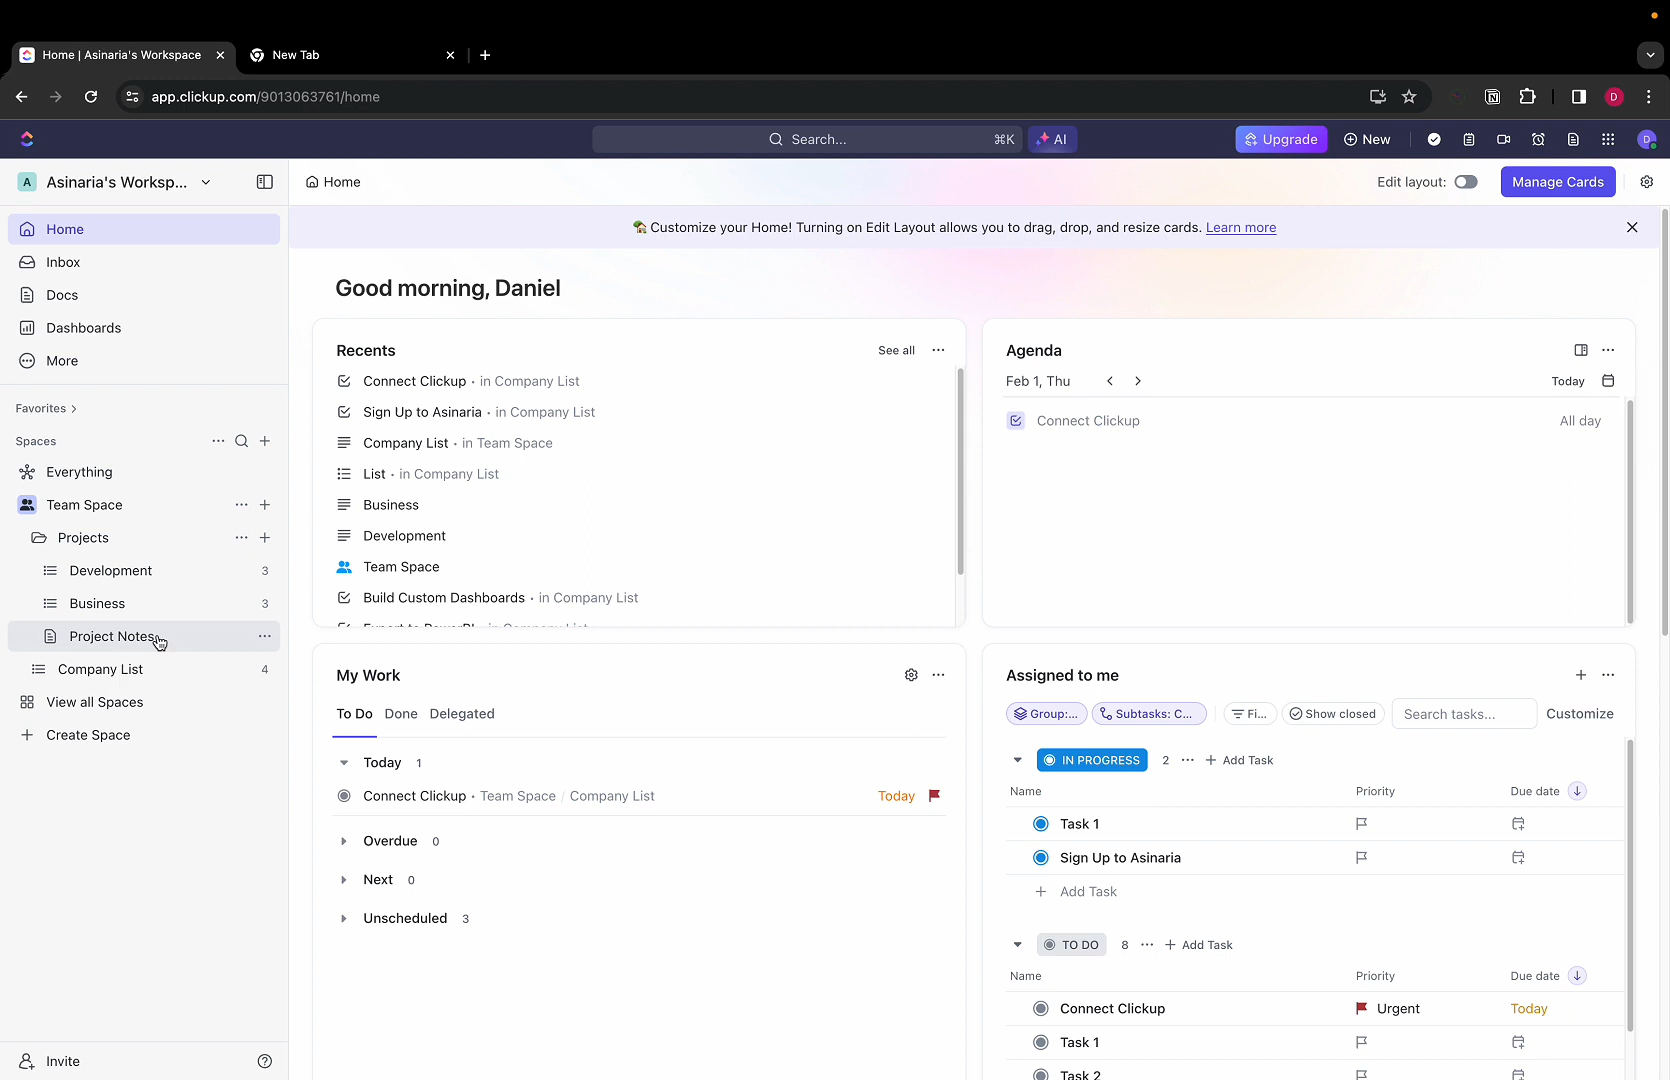 Home | Asinaria's Workspace
New Tab
app.clickup.com/9013063761/home
D
Search...
⌘K
AI
Upgrade
New
D
A Asinaria's Worksp...
Home
Edit layout:
Manage Cards
Home
Inbox
Docs
Dashboards
More
Favorites
Spaces
Everything
Team Space
Projects
Development 3
Business 3
Project Notes
Company List 4
View all Spaces
Create Space
Invite
🏡 Customize your Home! Turning on Edit Layout allows you to drag, drop, and resize cards. Learn more
Good morning, Daniel
Recents
See all
Connect Clickup • in Company List
Sign Up to Asinaria • in Company List
Company List • in Team Space
List • in Company List
Business
Development
Team Space
Build Custom Dashboards • in Company List
Agenda
Feb 1, Thu
Today
Connect Clickup
All day
My Work
To Do Done Delegated
Today 1
Connect Clickup • Team Space / Company List
Today
Overdue 0
Next 0
Unscheduled 3
Assigned to me
Group:...
Subtasks: C...
Fi...
Show closed
Search tasks...
Customize
IN PROGRESS 2 ... + Add Task
Name Priority Due date
Task 1
Sign Up to Asinaria
+ Add Task
TO DO 8 ... + Add Task
Name Priority Due date
Connect Clickup Urgent Today
Task 1
Task 2